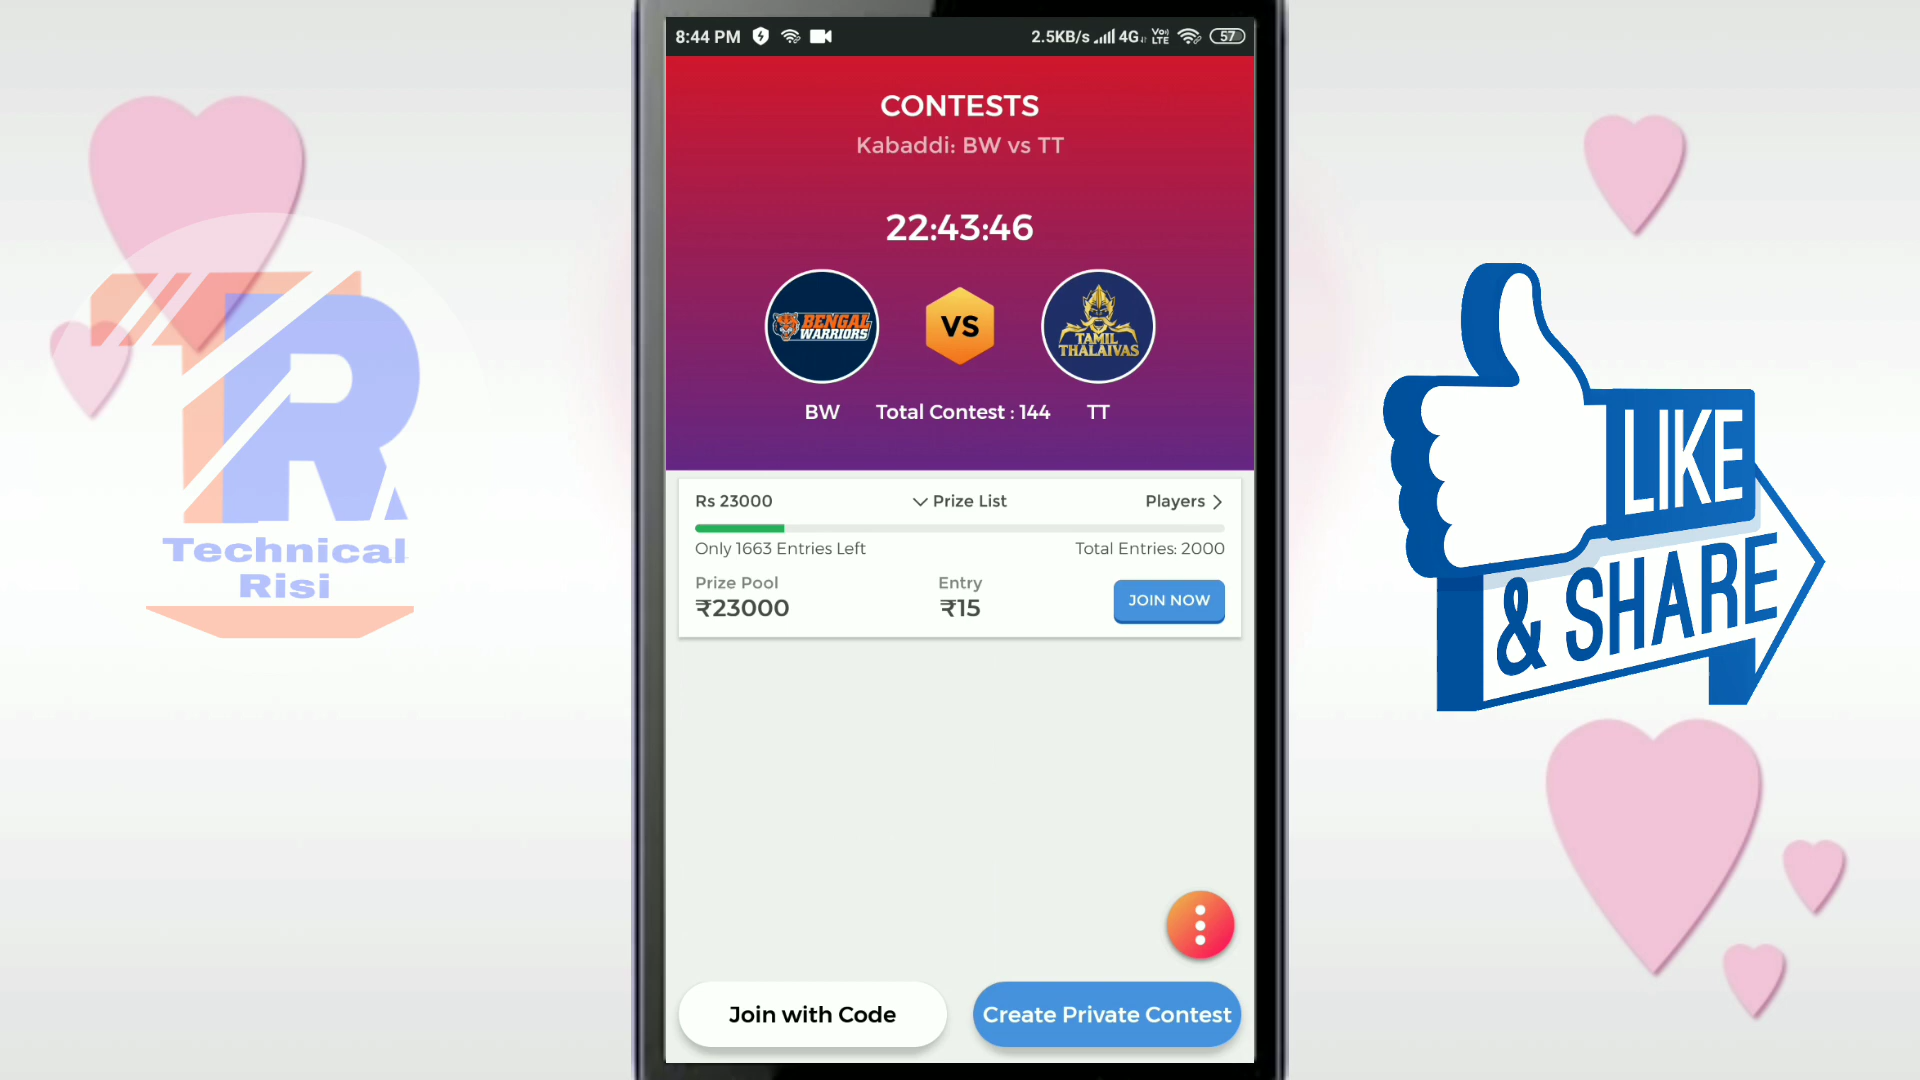 8:44 PM
2.5KB/s 4G VoLTE 57
CONTESTS
Kabaddi: BW vs TT
22:43:46
BENGAL
WARRIORS
VS
TAMIL
THALAIVAS
BW
Total Contest : 144
TT
Rs 23000
Prize List
Players
Only 1663 Entries Left
Total Entries: 2000
Prize Pool
₹23000
Entry
₹15
JOIN NOW
Join with Code
Create Private Contest
TR
Technical
Risi
LIKE
& SHARE